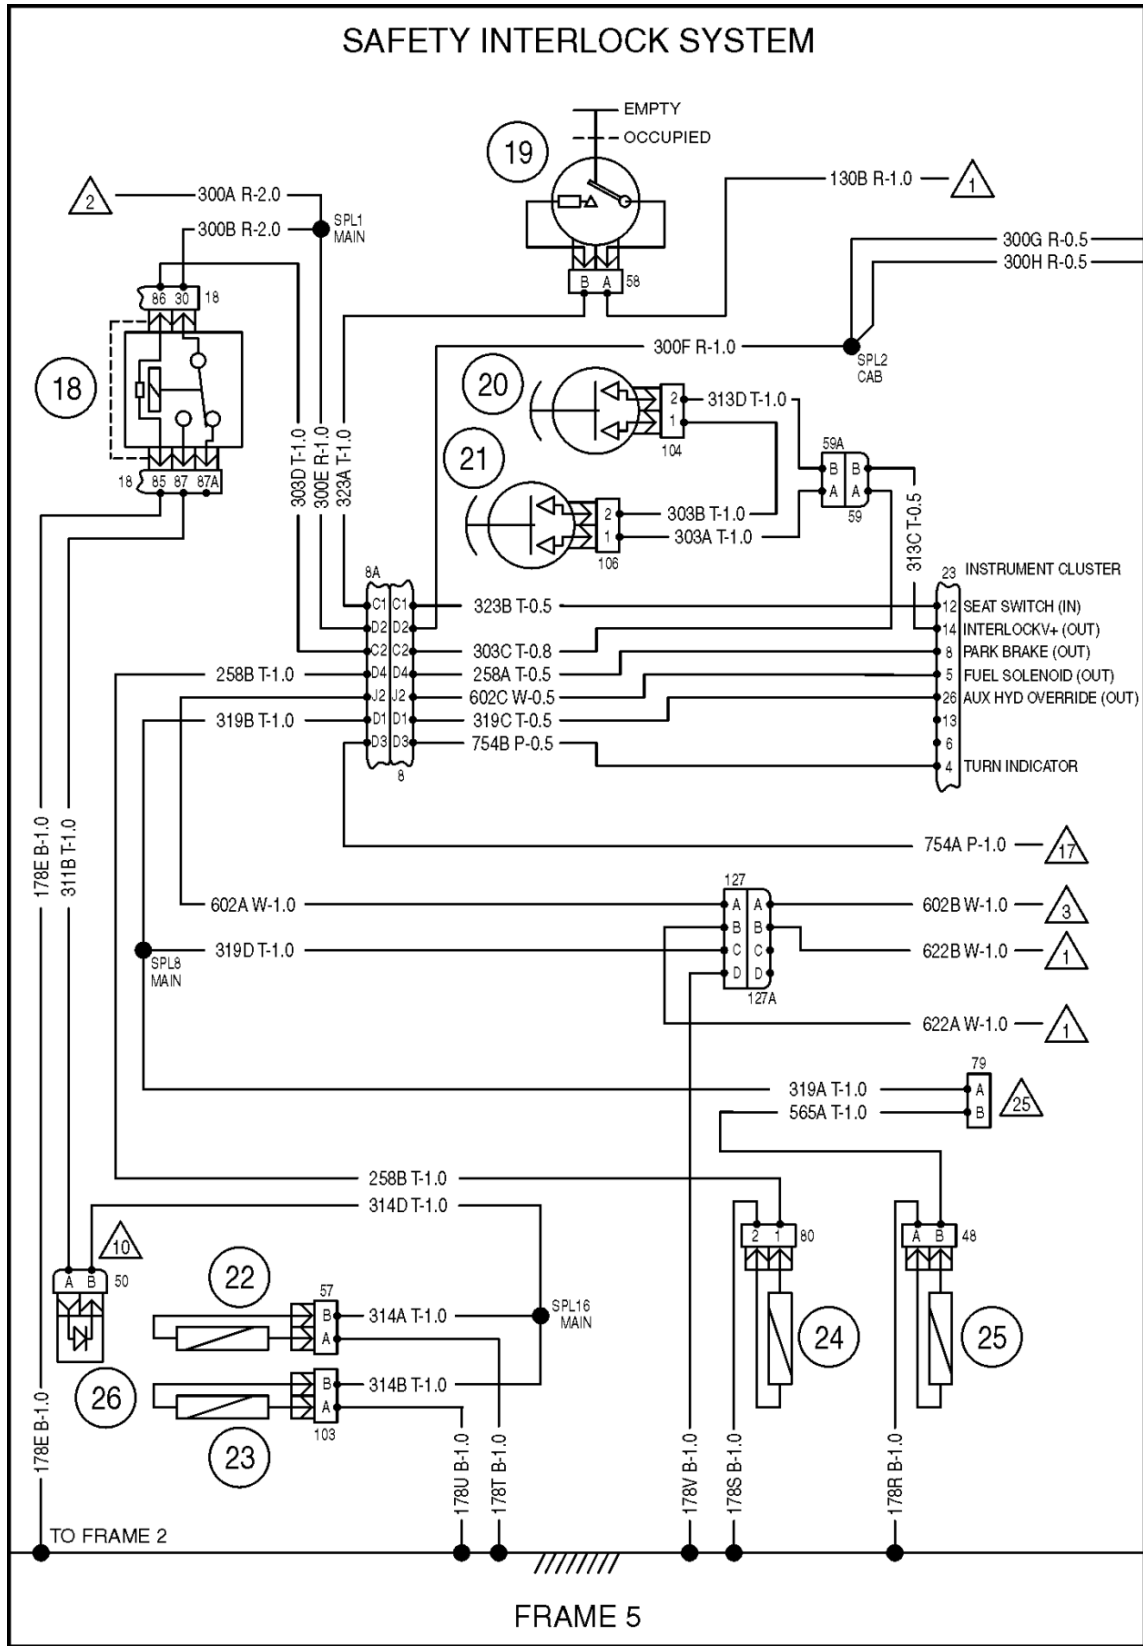 SAFETY INTERLOCK SYSTEM
EMPTY
OCCUPIED
19
130B R-1.0
1
2
300A R-2.0
SPL1
MAIN
300B R-2.0
300G R-0.5
300H R-0.5
86 30 18
B A 58
300F R-1.0
SPL2
CAB
18
20
2
1
104
313D T-1.0
59A
B B
A A
59
21
303D T-1.0
300E R-1.0
323A T-1.0
18 85 87 87A
2
1
106
303B T-1.0
303A T-1.0
313C T-0.5
8A
23 INSTRUMENT CLUSTER
C1 C1 323B T-0.5 12 SEAT SWITCH (IN)
D2 D2 14 INTERLOCKV+ (OUT)
C2 C2 303C T-0.8 8 PARK BRAKE (OUT)
258B T-1.0 D4 D4 258A T-0.5 5 FUEL SOLENOID (OUT)
J2 J2 602C W-0.5 26 AUX HYD OVERRIDE (OUT)
319B T-1.0 D1 D1 319C T-0.5 13
D3 D3 754B P-0.5 6
8
4 TURN INDICATOR
178E B-1.0
311B T-1.0
754A P-1.0 17
127
602A W-1.0 A A 602B W-1.0 3
B B
319D T-1.0 C C 622B W-1.0 1
SPL8
MAIN
D D
127A
622A W-1.0 1
79
319A T-1.0 A
565A T-1.0 B
25
258B T-1.0
314D T-1.0
10
2 1 80
A B 48
A B 50
22
57
B 314A T-1.0
A
SPL16
MAIN
24
25
26
B 314B T-1.0
A
103
23
178E B-1.0
178U B-1.0
178T B-1.0
178V B-1.0
178S B-1.0
178R B-1.0
TO FRAME 2
FRAME 5